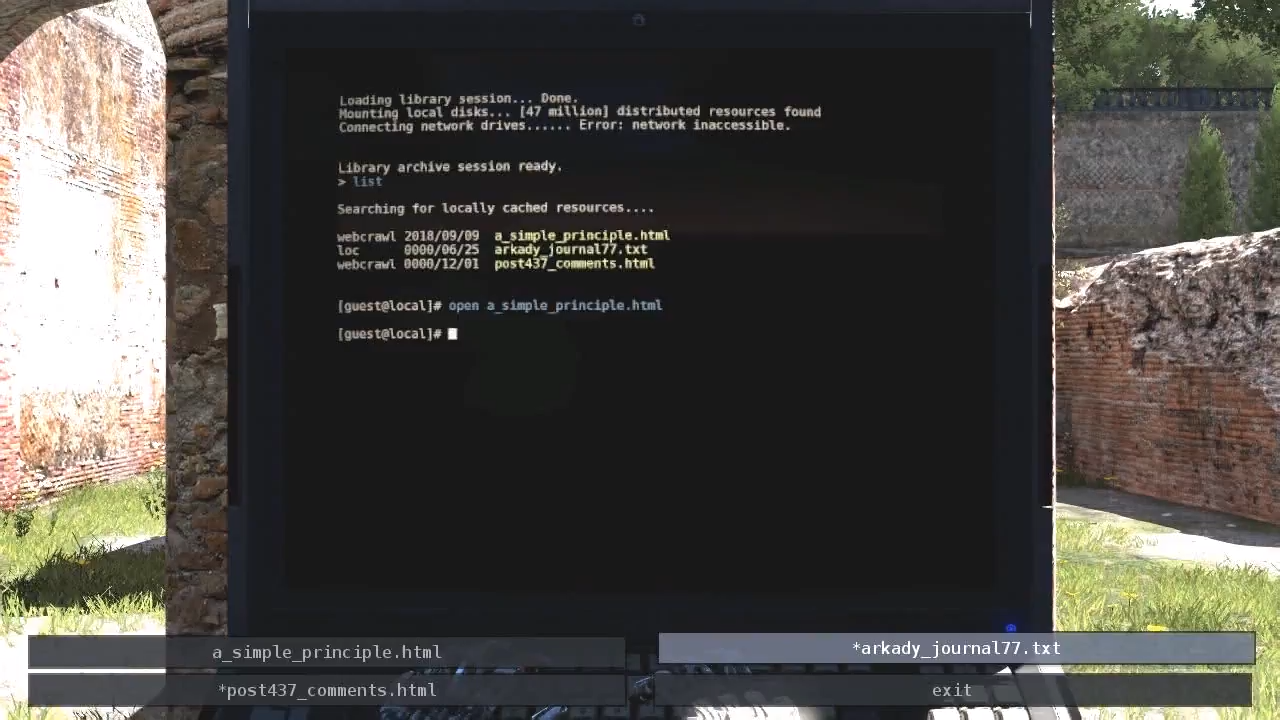 Loading library session... Done.
Mounting local disks... [47 million] distributed resources found
Connecting network drives...... Error: network inaccessible.
Library archive session ready.
> list
Searching for locally cached resources....
webcrawl 2018/09/09 a_simple_principle.html
loc 0000/06/25 arkady_journal77.txt
webcrawl 0000/12/01 post437_comments.html
[guest@local]# open a_simple_principle.html
[guest@local]#
a_simple_principle.html
*arkady_journal77.txt
*post437_comments.html
exit